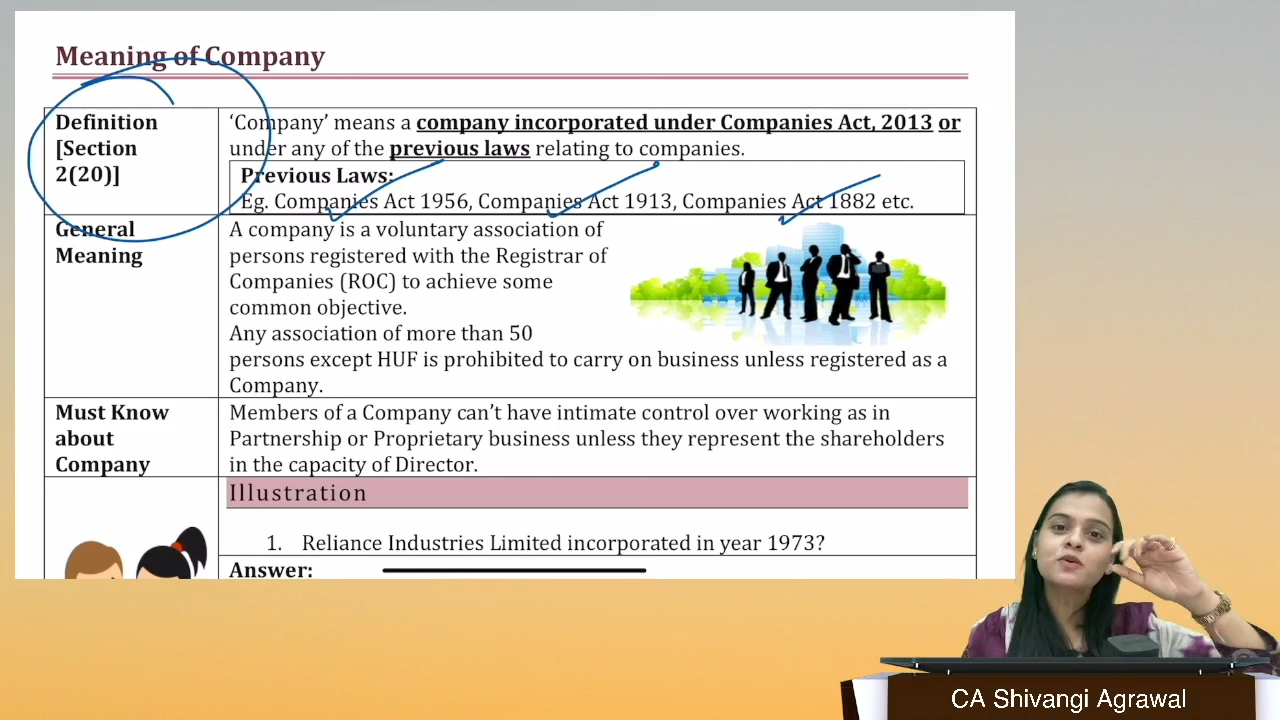 Meaning of Company
Definition
[Section
2(20)]
‘Company’ means a company incorporated under Companies Act, 2013 or
under any of the previous laws relating to companies.
Previous Laws:
Eg. Companies Act 1956, Companies Act 1913, Companies Act 1882 etc.
General
Meaning
A company is a voluntary association of
persons registered with the Registrar of
Companies (ROC) to achieve some
common objective.
Any association of more than 50
persons except HUF is prohibited to carry on business unless registered as a
Company.
Must Know
about
Company
Members of a Company can’t have intimate control over working as in
Partnership or Proprietary business unless they represent the shareholders
in the capacity of Director.
Illustration
1. Reliance Industries Limited incorporated in year 1973?
Answer:
CA Shivangi Agrawal